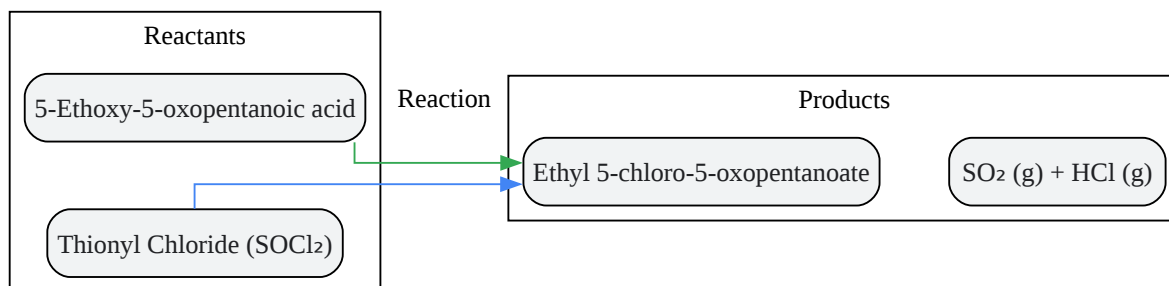 Reactants
5-Ethoxy-5-oxopentanoic acid
Thionyl Chloride (SOCl₂)
Reaction
Products
Ethyl 5-chloro-5-oxopentanoate
SO₂ (g) + HCl (g)